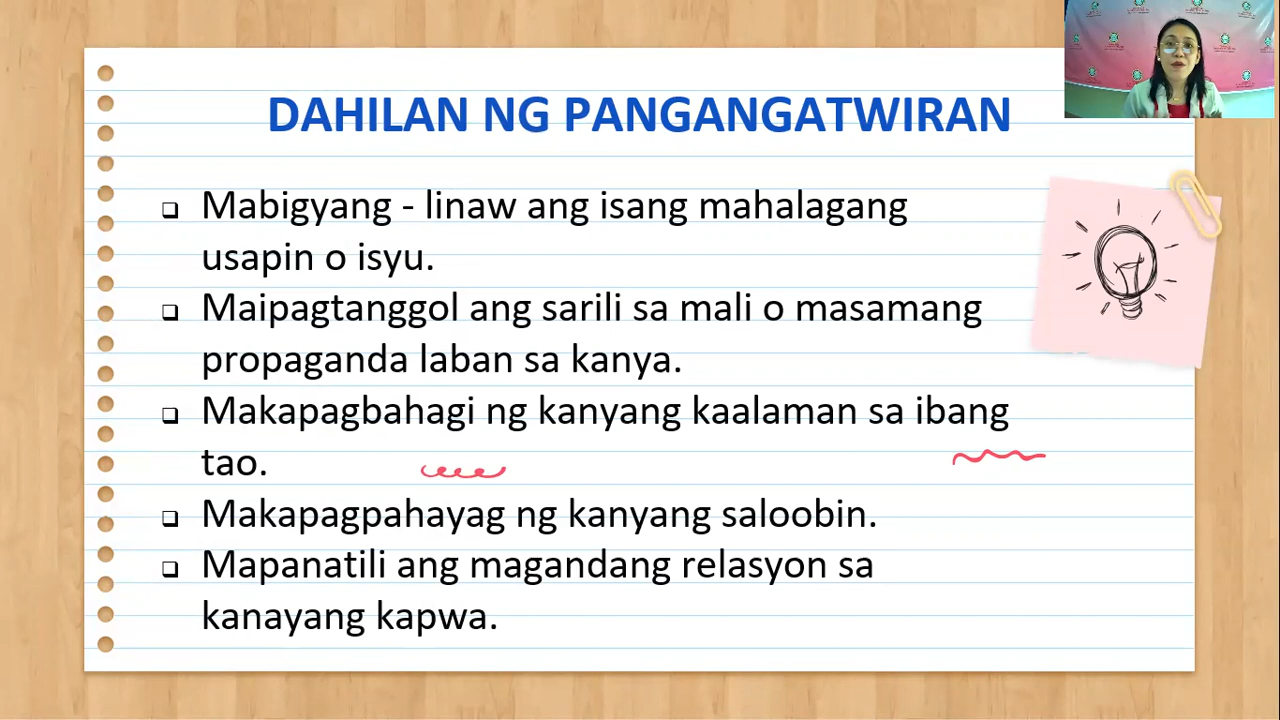 DAHILAN NG PANGANGATWIRAN
❑ Mabigyang - linaw ang isang mahalagang
usapin o isyu.
❑ Maipagtanggol ang sarili sa mali o masamang
propaganda laban sa kanya.
❑ Makapagbahagi ng kanyang kaalaman sa ibang
tao.
❑ Makapagpahayag ng kanyang saloobin.
❑ Mapanatili ang magandang relasyon sa
kanayang kapwa.